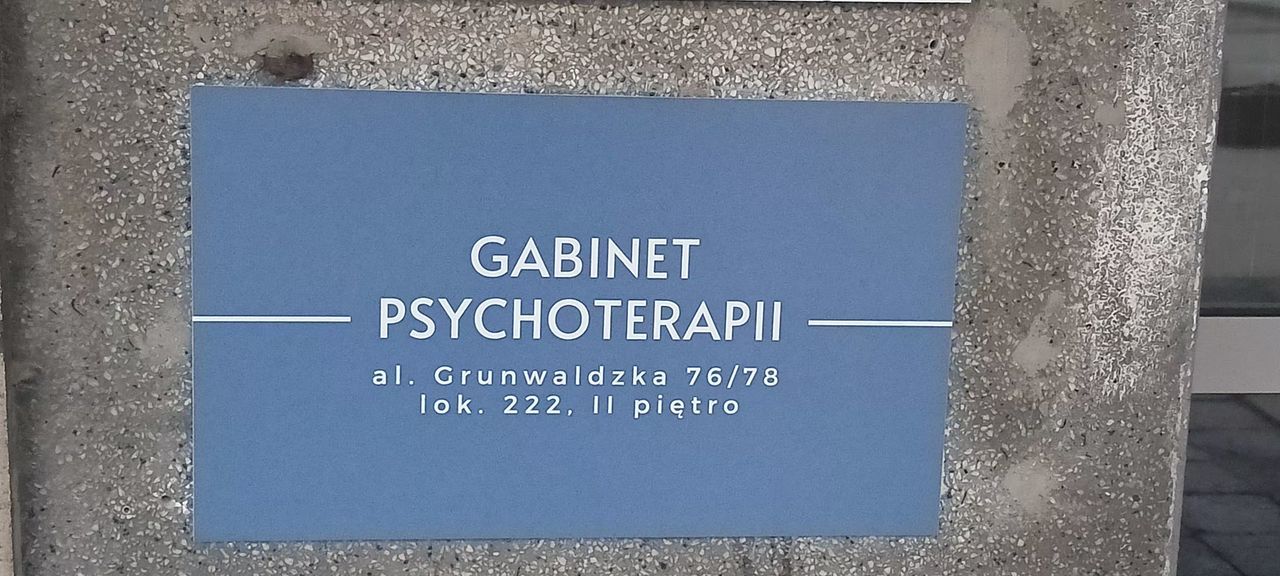 GABINET
PSYCHOTERAPII
al. Grunwaldzka 76/78
lok. 222, II piętro